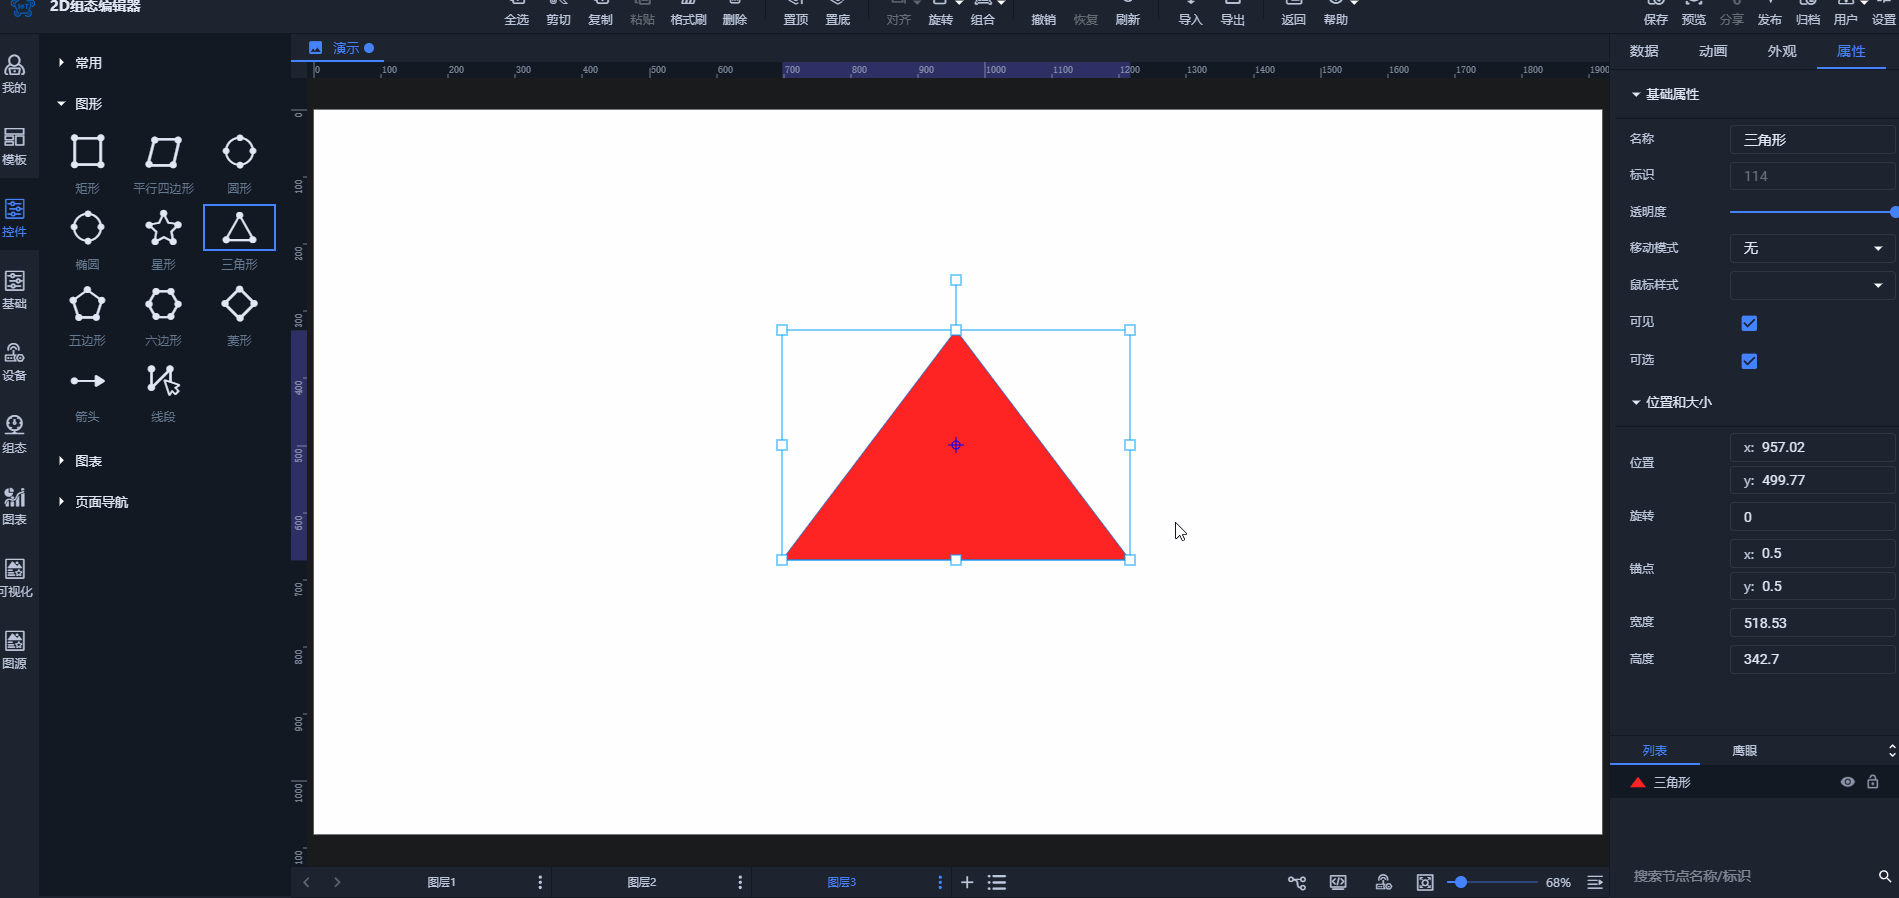 2D组态编辑器
全选 剪切 复制 粘贴 格式刷 删除 置顶 置底 对齐 旋转 组合 撤销 恢复 刷新 导入 导出 返回 帮助 保存 预览 分享 发布 归档 用户 设置
演示
0 100 200 300 400 500 600 700 800 900 1000 1100 1200 1300 1400 1500 1600 1700 1800 1900
0
100
200
300
400
500
600
700
800
900
1000
100
我的
模板
控件
基础
设备
组态
图表
可视化
图源
常用
图形
矩形 平行四边形 圆形
椭圆 星形 三角形
五边形 六边形 菱形
箭头 线段
图表
页面导航
数据 动画 外观 属性
基础属性
名称 三角形
标识 114
透明度
移动模式 无
鼠标样式
可见
可选
位置和大小
位置 x: 957.02
y: 499.77
旋转 0
锚点 x: 0.5
y: 0.5
宽度 518.53
高度 342.7
列表 鹰眼
三角形
搜索节点名称/标识
图层1 图层2 图层3 68%